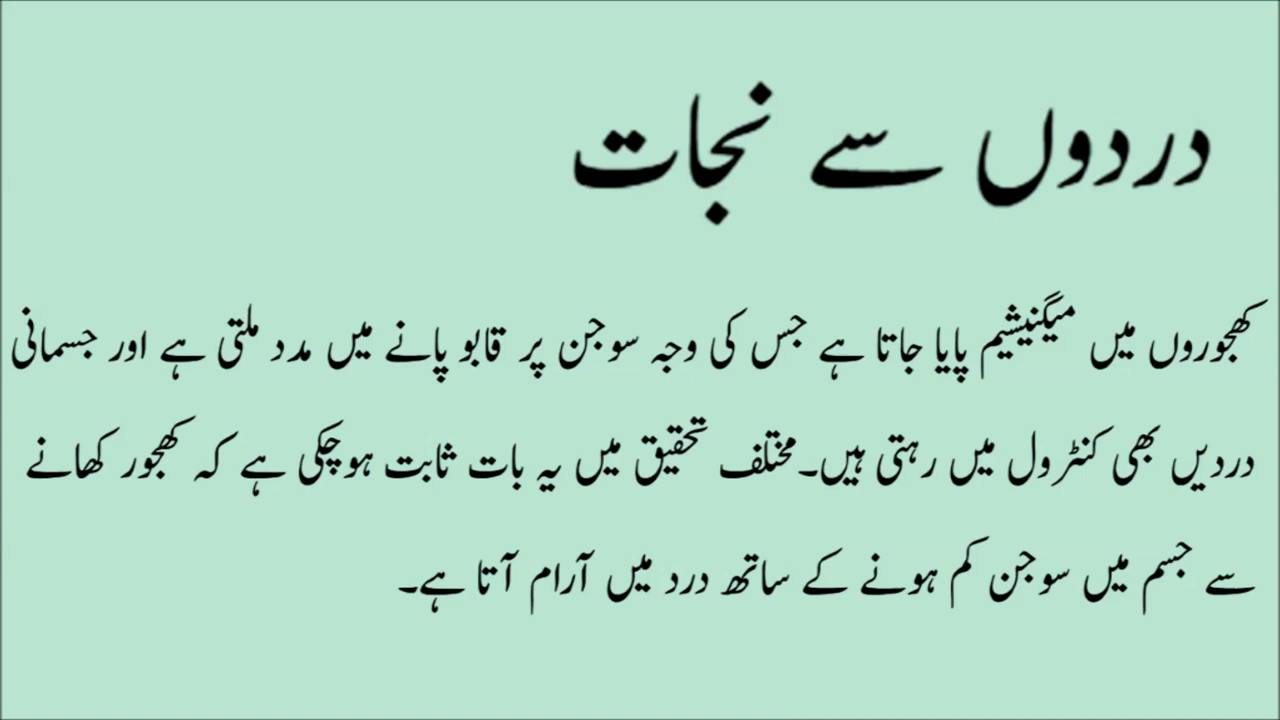 دردوں سے نجات
کھجوروں میں میگنیشیم پایا جاتا ہے جس کی وجہ سوجن پر قابو پانے میں مدد ملتی ہے اور جسمانی
دردیں بھی کنٹرول میں رہتی ہیں۔مختلف تحقیق میں یہ بات ثابت ہوچکی ہے کہ کھجور کھانے
سے جسم میں سوجن کم ہونے کے ساتھ درد میں آرام آتا ہے۔